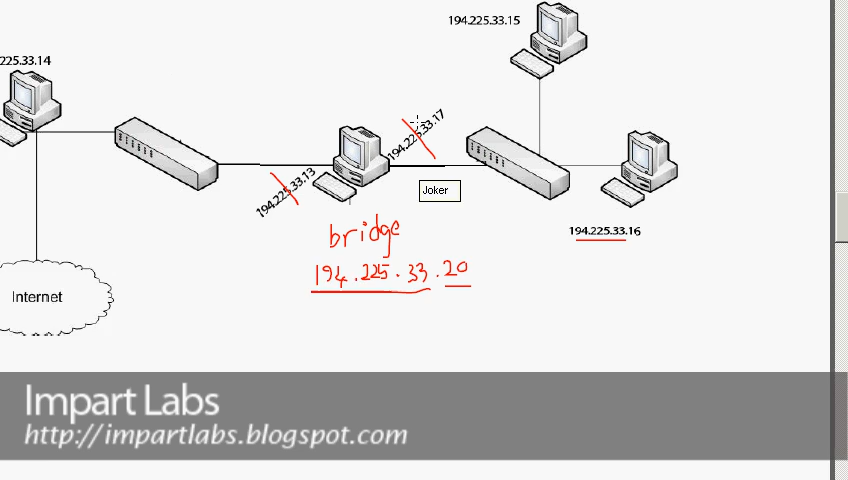 194.225.33.15
225.33.14
194.225.33.17
194.225.33.13
Joker
bridge
194.225.33.16
194.225.33.20
Internet
Impart Labs
http://impartlabs.blogspot.com